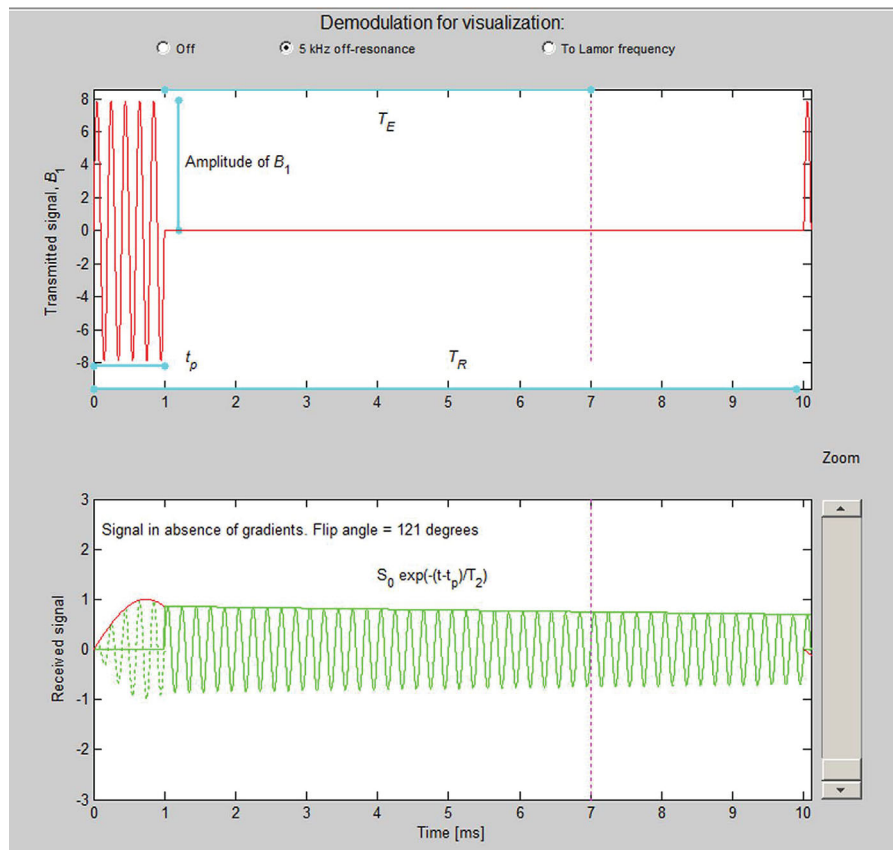 Demodulation for visualization:
Off
5 kHz off-resonance
To Lamor frequency
8
6
4
2
0
-2
-4
-6
-8
Transmitted signal, B1
TE
Amplitude of B1
tp
TR
0 1 2 3 4 5 6 7 8 9 10
Zoom
3
2
1
0
-1
-2
-3
Received signal
Signal in absence of gradients. Flip angle = 121 degrees
S0 exp(-(t-tp)/T2)
0 1 2 3 4 5 6 7 8 9 10
Time [ms]